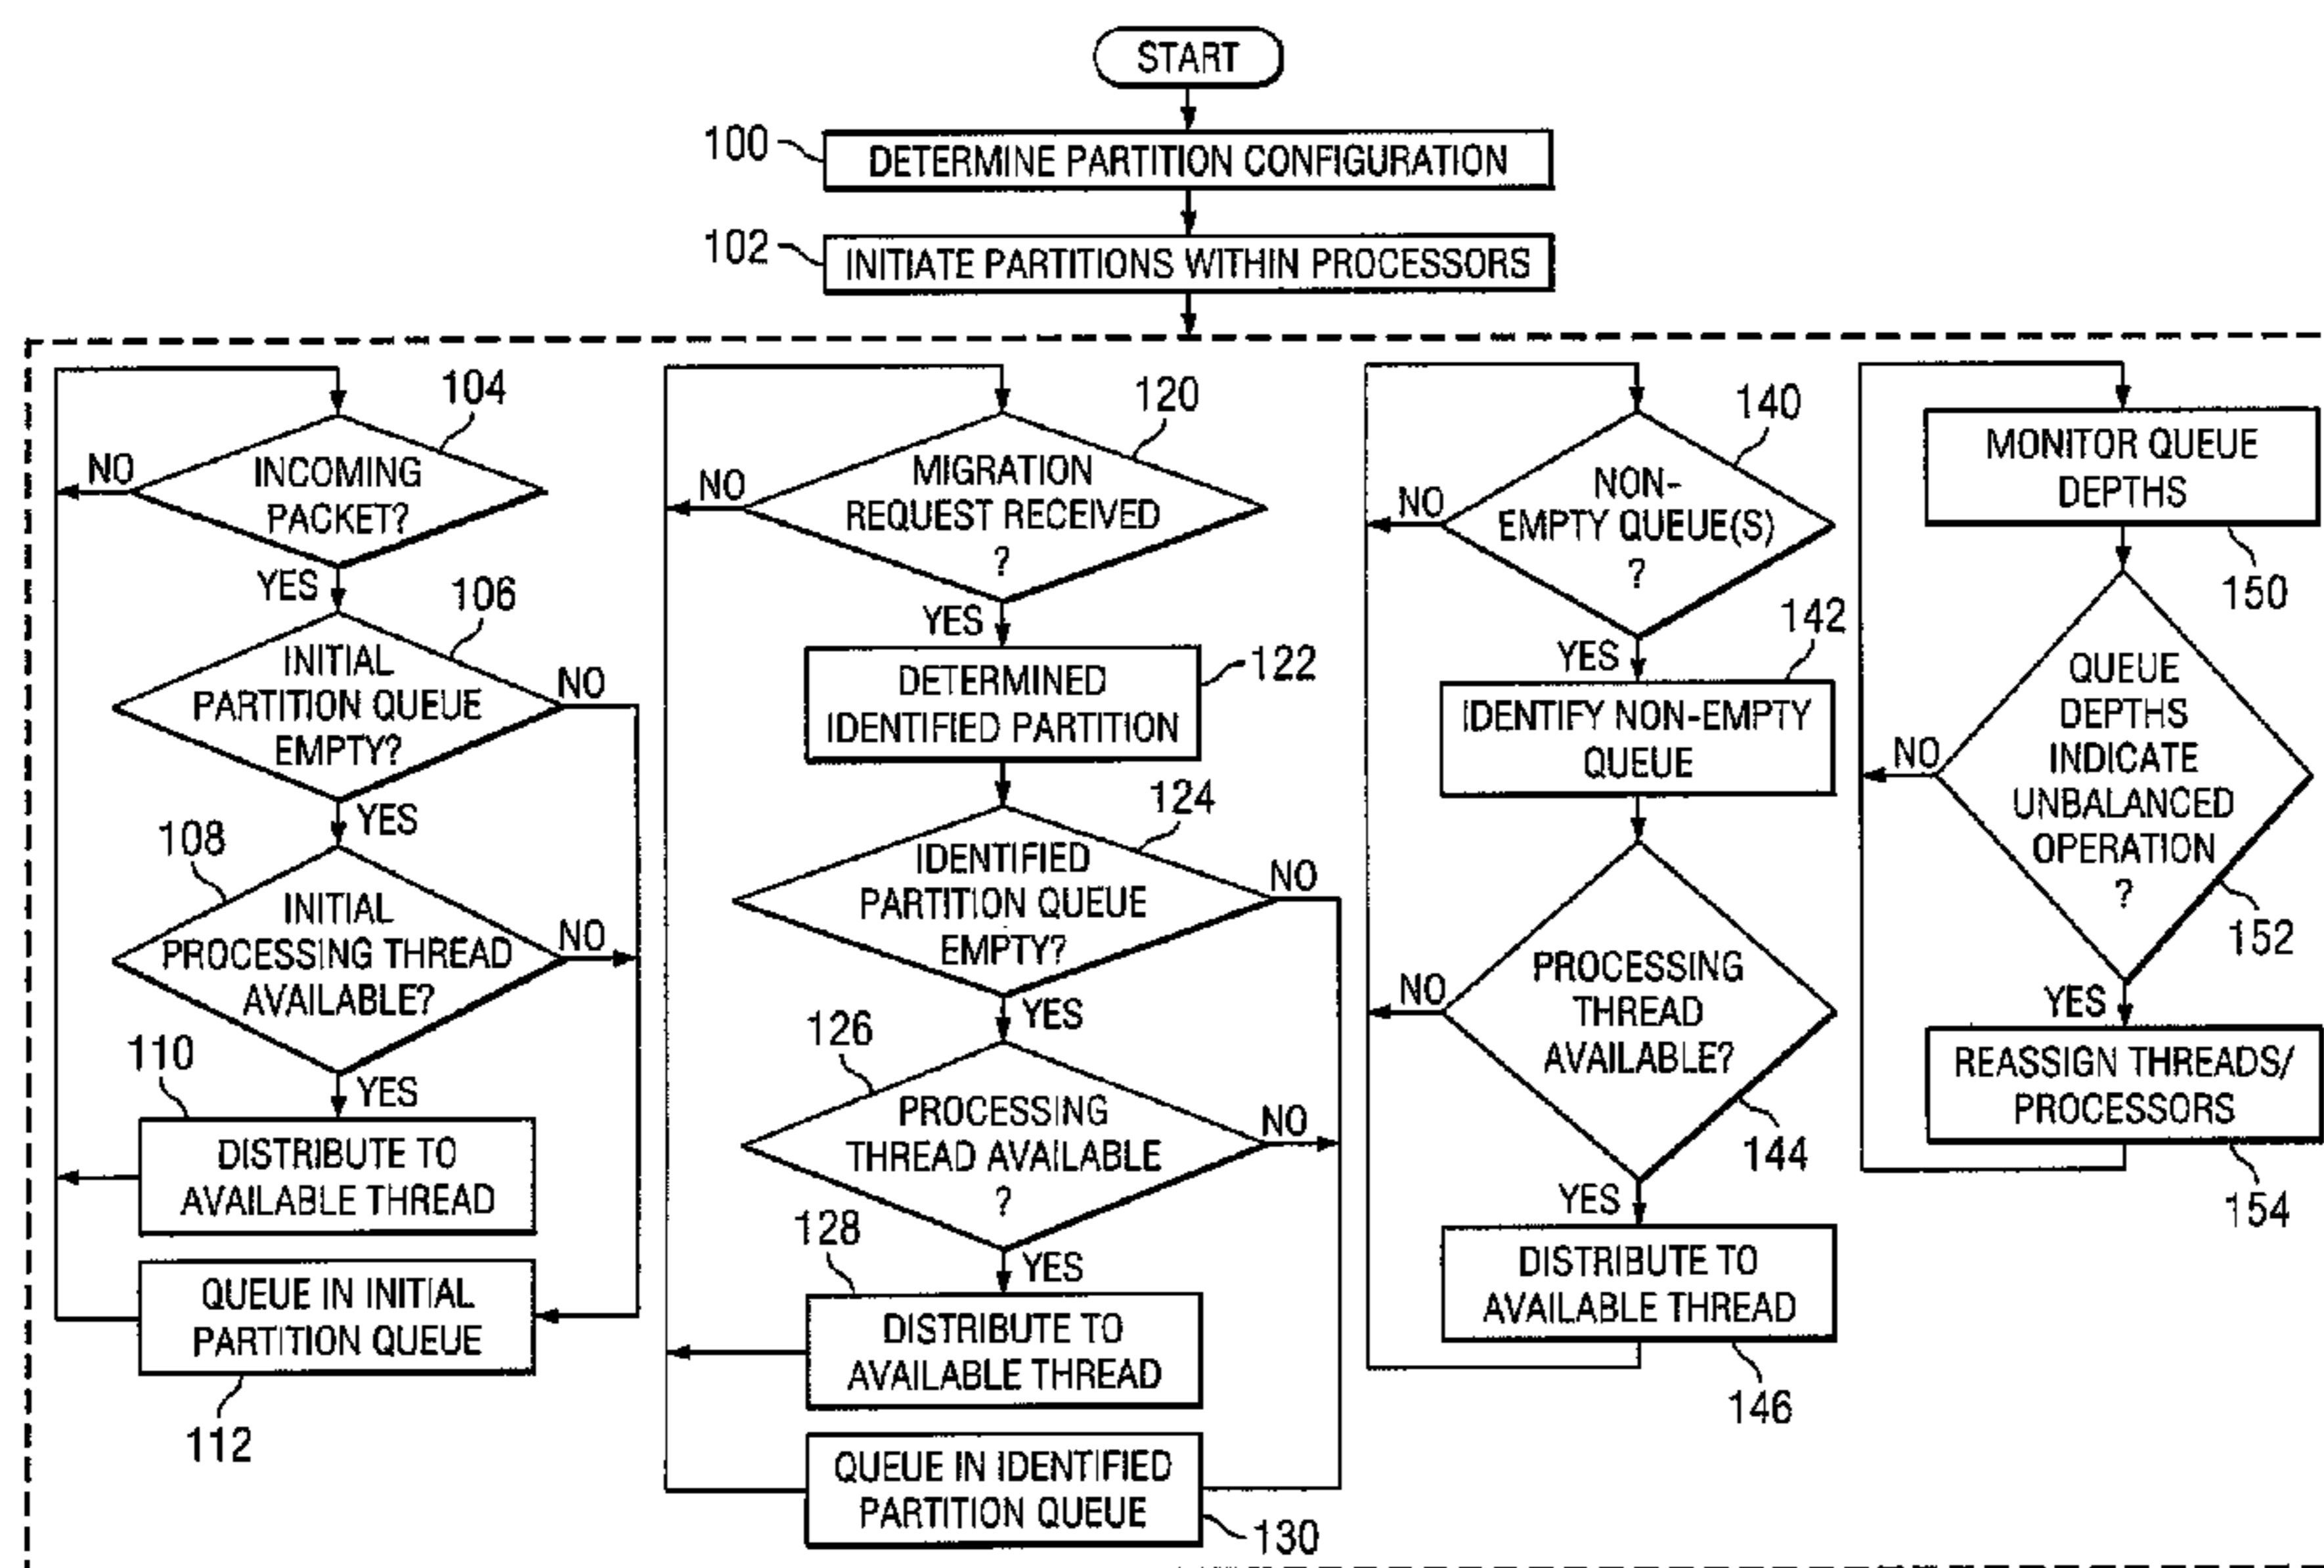 START
100
DETERMINE PARTITION CONFIGURATION
102
INITIATE PARTITIONS WITHIN PROCESSORS
104
INCOMING
PACKET?
NO
YES
106
INITIAL
PARTITION QUEUE
EMPTY?
NO
YES
108
INITIAL
PROCESSING THREAD
AVAILABLE?
NO
YES
110
DISTRIBUTE TO
AVAILABLE THREAD
QUEUE IN INITIAL
PARTITION QUEUE
112
120
MIGRATION
REQUEST RECEIVED
?
NO
YES
122
DETERMINED
IDENTIFIED PARTITION
124
IDENTIFIED
PARTITION QUEUE
EMPTY?
NO
YES
126
PROCESSING
THREAD AVAILABLE
?
NO
YES
128
DISTRIBUTE TO
AVAILABLE THREAD
QUEUE IN IDENTIFIED
PARTITION QUEUE
130
140
NON-
EMPTY QUEUE(S)
?
NO
YES
142
IDENTIFY NON-EMPTY
QUEUE
PROCESSING
THREAD
AVAILABLE?
NO
144
YES
DISTRIBUTE TO
AVAILABLE THREAD
146
MONITOR QUEUE
DEPTHS
150
QUEUE
DEPTHS
INDICATE
UNBALANCED
OPERATION
?
NO
152
YES
REASSIGN THREADS/
PROCESSORS
154